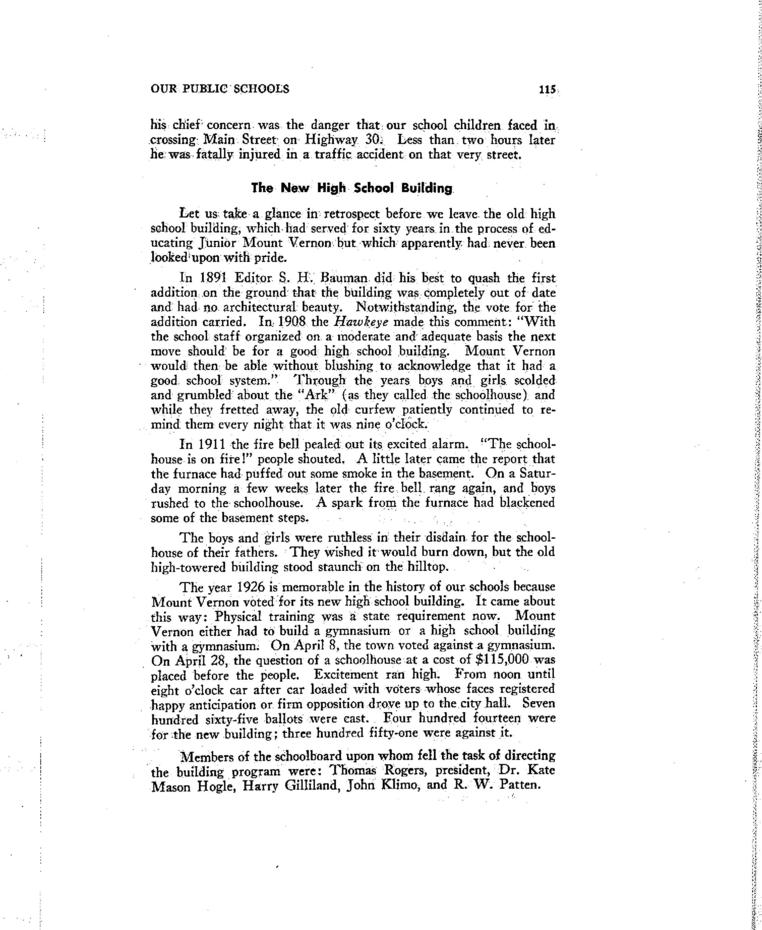 OUR PUBLIC SCHOOLS 115
his chief concern was the danger that our school children faced in
crossing Main Street on Highway 30. Less than two hours later
he was fatally injured in a traffic accident on that very street.
The New High School Building
Let us take a glance in retrospect before we leave the old high
school building, which had served for sixty years in the process of ed-
ucating Junior Mount Vernon but which apparently had never been
looked upon with pride.
In 1891 Editor S. H. Bauman did his best to quash the first
addition on the ground that the building was completely out of date
and had no architectural beauty. Notwithstanding, the vote for the
addition carried. In 1908 the Hawkeye made this comment: "With
the school staff organized on a moderate and adequate basis the next
move should be for a good high school building. Mount Vernon
would then be able without blushing to acknowledge that it had a
good school system." Through the years boys and girls scolded
and grumbled about the "Ark" (as they called the schoolhouse) and
while they fretted away, the old curfew patiently continued to re-
mind them every night that it was nine o'clock.
In 1911 the fire bell pealed out its excited alarm. "The school-
house is on fire!" people shouted. A little later came the report that
the furnace had puffed out some smoke in the basement. On a Satur-
day morning a few weeks later the fire bell rang again, and boys
rushed to the schoolhouse. A spark from the furnace had blackened
some of the basement steps.
The boys and girls were ruthless in their disdain for the school-
house of their fathers. They wished it would burn down, but the old
high-towered building stood staunch on the hilltop.
The year 1926 is memorable in the history of our schools because
Mount Vernon voted for its new high school building. It came about
this way: Physical training was a state requirement now. Mount
Vernon either had to build a gymnasium or a high school building
with a gymnasium. On April 8, the town voted against a gymnasium.
On April 28, the question of a schoolhouse at a cost of $115,000 was
placed before the people. Excitement ran high. From noon until
eight o'clock car after car loaded with voters whose faces registered
happy anticipation or firm opposition drove up to the city hall. Seven
hundred sixty-five ballots were cast. Four hundred fourteen were
for the new building; three hundred fifty-one were against it.
Members of the schoolboard upon whom fell the task of directing
the building program were: Thomas Rogers, president, Dr. Kate
Mason Hogle, Harry Gilliland, John Klimo, and R. W. Patten.